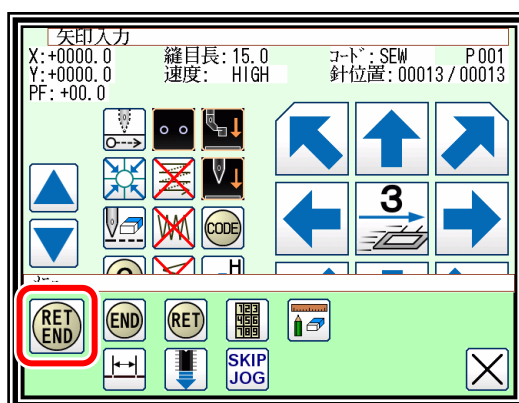 矢印入力
X:+0000.0 縫目長:15.0 コード:SEW P001
Y:+0000.0 速度: HIGH 針位置:00013/00013
PF:+00.0
CODE
3
H
RET END
END
RET
123
456
789
SKIP
JOG